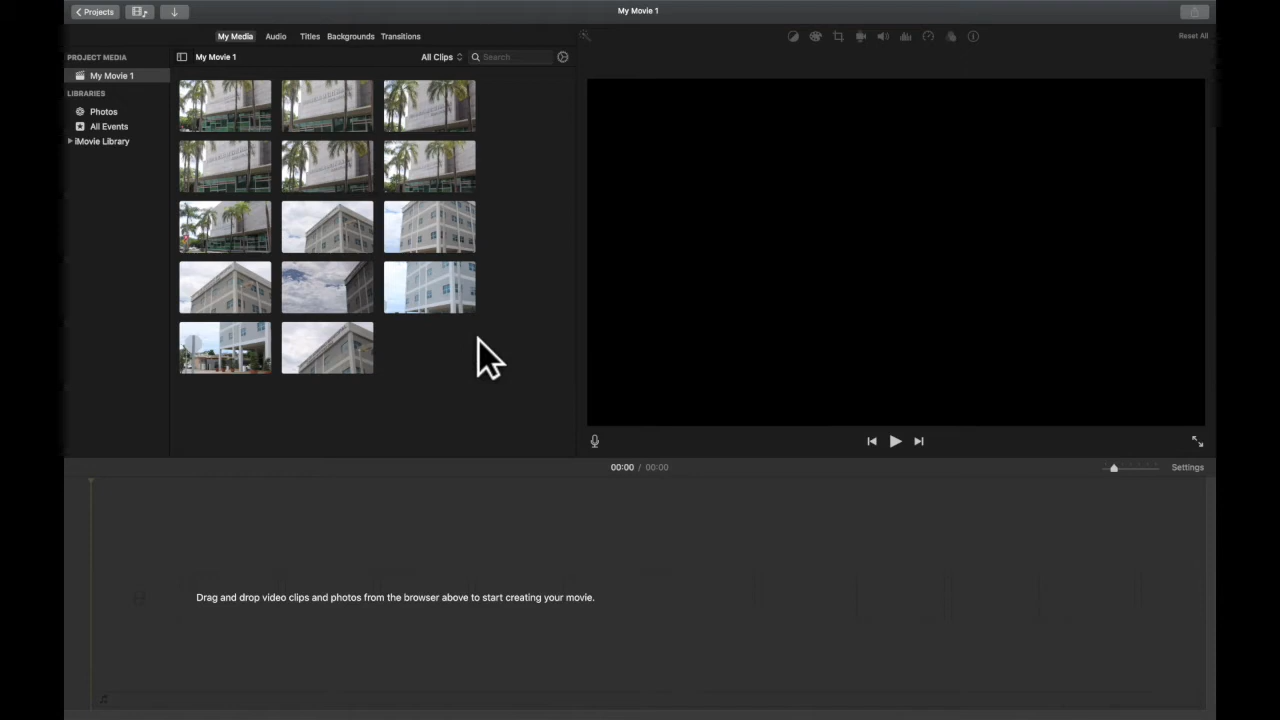 Projects
My Movie 1
My Media Audio Titles Backgrounds Transitions
Reset All
PROJECT MEDIA
My Movie 1
LIBRARIES
Photos
All Events
iMovie Library
My Movie 1
All Clips
Search
00:00 / 00:00
Settings
Drag and drop video clips and photos from the browser above to start creating your movie.